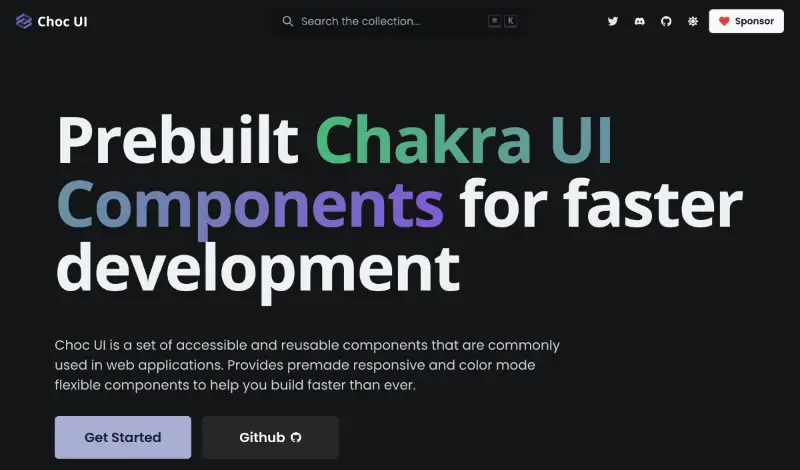 Choc UI
Search the collection...
⌘ K
Sponsor
Prebuilt Chakra UI
Components for faster
development
Choc UI is a set of accessible and reusable components that are commonly
used in web applications. Provides premade responsive and color mode
flexible components to help you build faster than ever.
Get Started
Github